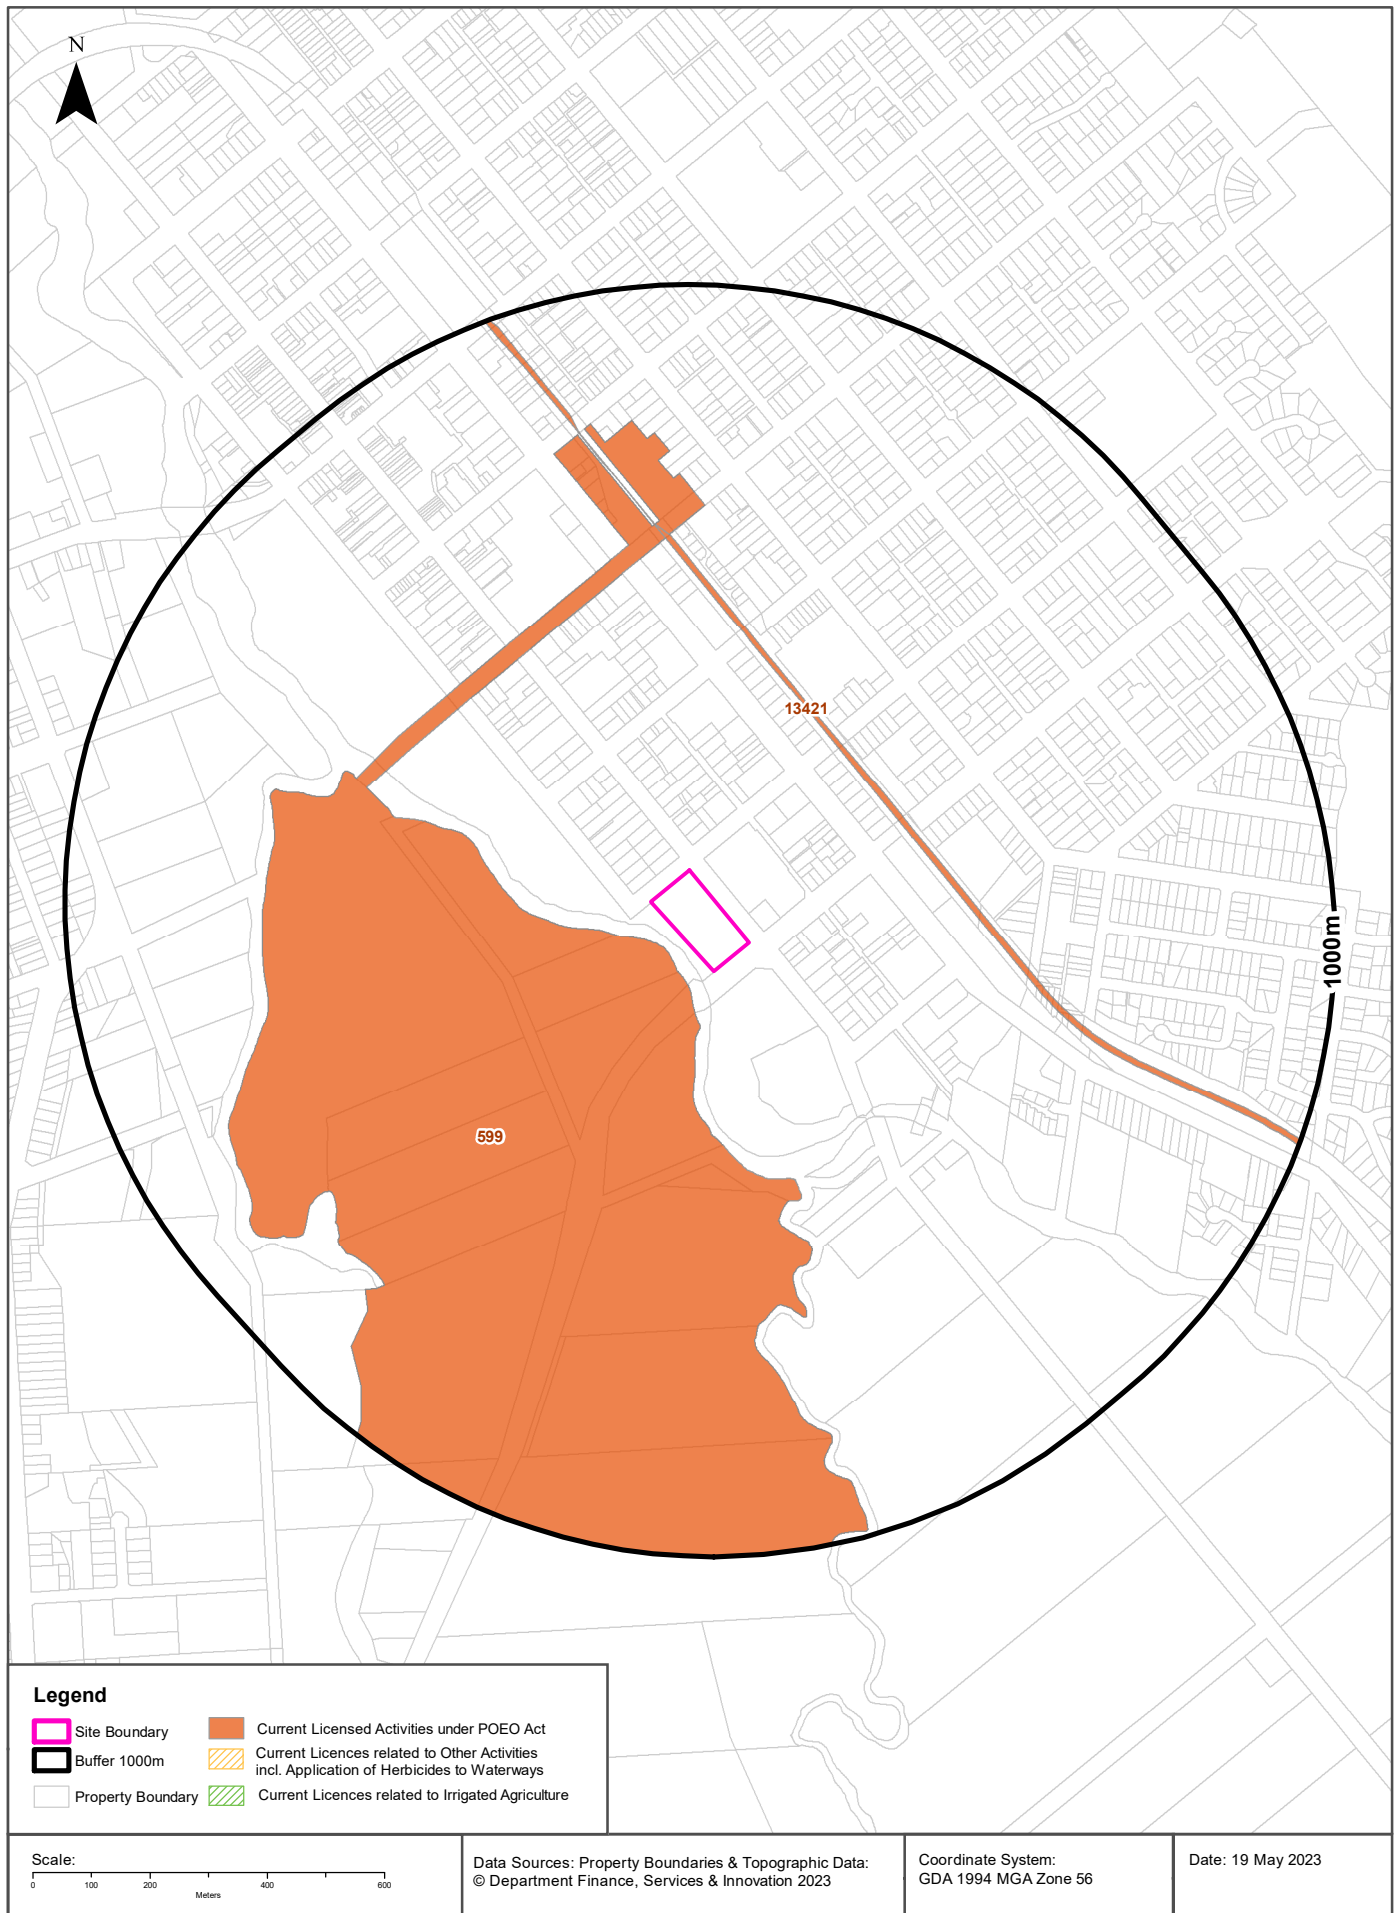 N
13421
1000m
599
Legend
Site Boundary
Buffer 1000m
Property Boundary
Current Licensed Activities under POEO Act
Current Licences related to Other Activities
incl. Application of Herbicides to Waterways
Current Licences related to Irrigated Agriculture
Scale:
0 100 200 400 600
Meters
Data Sources: Property Boundaries & Topographic Data:
© Department Finance, Services & Innovation 2023
Coordinate System:
GDA 1994 MGA Zone 56
Date: 19 May 2023